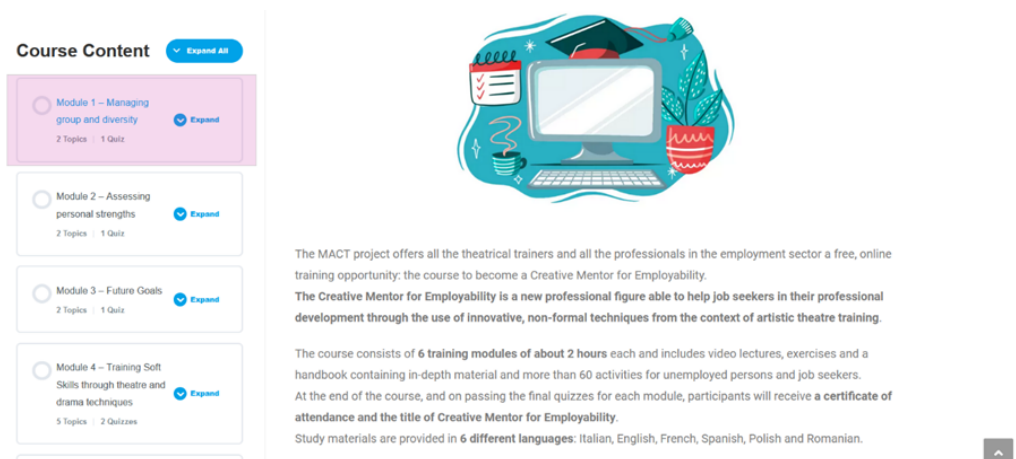 Course Content
Expand All
Module 1 – Managing
group and diversity
Expand
2 Topics | 1 Quiz
Module 2 – Assessing
personal strengths
Expand
2 Topics | 1 Quiz
Module 3 – Future Goals
Expand
2 Topics | 1 Quiz
Module 4 – Training Soft
Skills through theatre and
drama techniques
Expand
5 Topics | 2 Quizzes
The MACT project offers all the theatrical trainers and all the professionals in the employment sector a free, online
training opportunity: the course to become a Creative Mentor for Employability.
The Creative Mentor for Employability is a new professional figure able to help job seekers in their professional
development through the use of innovative, non-formal techniques from the context of artistic theatre training.
The course consists of 6 training modules of about 2 hours each and includes video lectures, exercises and a
handbook containing in-depth material and more than 60 activities for unemployed persons and job seekers.
At the end of the course, and on passing the final quizzes for each module, participants will receive a certificate of
attendance and the title of Creative Mentor for Employability.
Study materials are provided in 6 different languages: Italian, English, French, Spanish, Polish and Romanian.